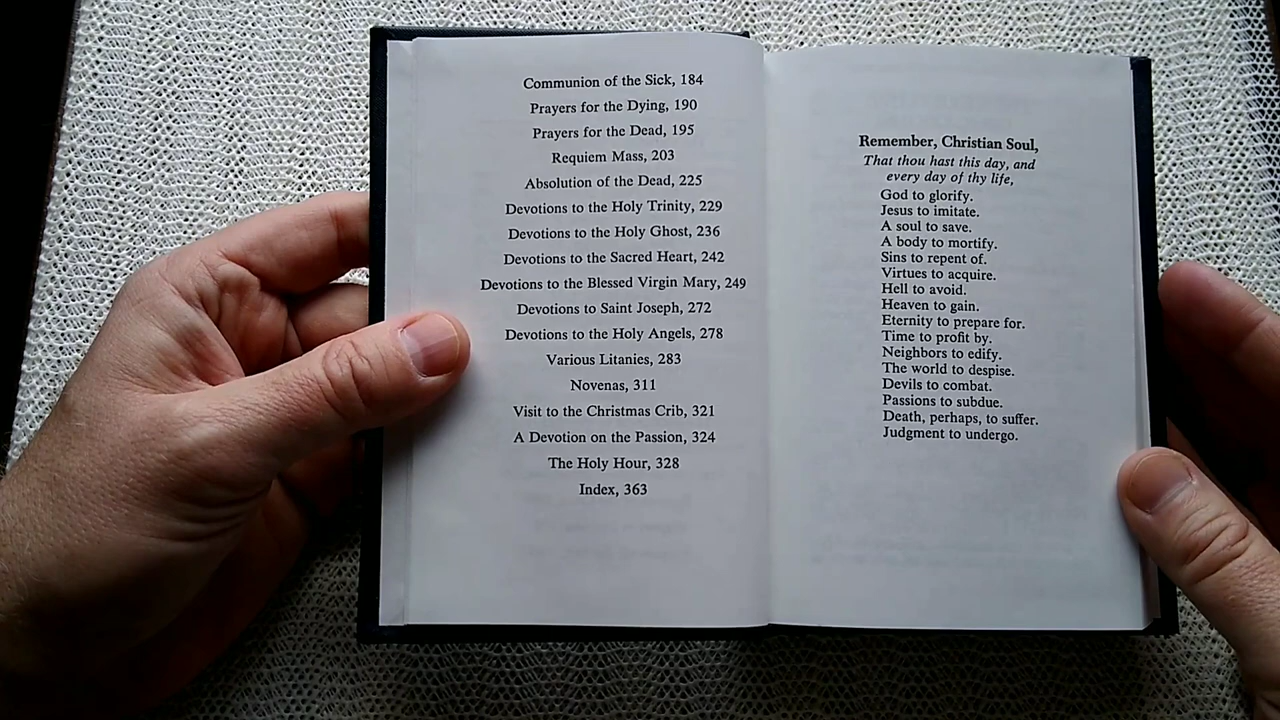 Communion of the Sick, 184
Prayers for the Dying, 190
Prayers for the Dead, 195
Requiem Mass, 203
Absolution of the Dead, 225
Devotions to the Holy Trinity, 229
Devotions to the Holy Ghost, 236
Devotions to the Sacred Heart, 242
Devotions to the Blessed Virgin Mary, 249
Devotions to Saint Joseph, 272
Devotions to the Holy Angels, 278
Various Litanies, 283
Novenas, 311
Visit to the Christmas Crib, 321
A Devotion on the Passion, 324
The Holy Hour, 328
Index, 363
Remember, Christian Soul,
That thou hast this day, and
every day of thy life,
God to glorify.
Jesus to imitate.
A soul to save.
A body to mortify.
Sins to repent of.
Virtues to acquire.
Hell to avoid.
Heaven to gain.
Eternity to prepare for.
Time to profit by.
Neighbors to edify.
The world to despise.
Devils to combat.
Passions to subdue.
Death, perhaps, to suffer.
Judgment to undergo.